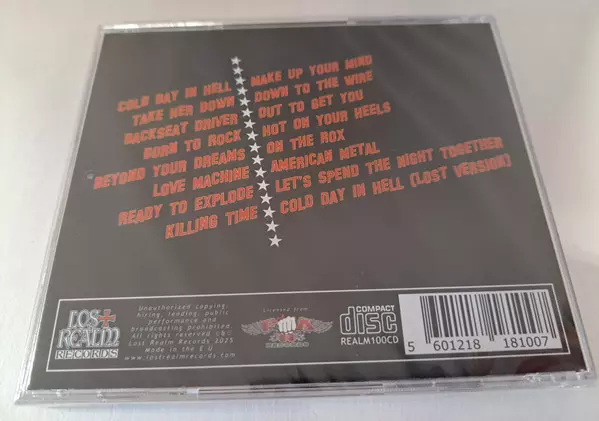 COLD DAY IN HELL
TAKE HER DOWN
BACKSEAT DRIVER
BORN TO ROCK
BEYOND YOUR DREAMS
LOVE MACHINE
READY TO EXPLODE
KILLING TIME
MAKE UP YOUR MIND
DOWN TO THE WIRE
OUT TO GET YOU
HOT ON YOUR HEELS
ON THE ROX
AMERICAN METAL
LET'S SPEND THE NIGHT TOGETHER
COLD DAY IN HELL (LOST VERSION)
LOST
REALM
RECORDS
Unauthorised copying,
hiring, lending, public
performance and
broadcasting prohibited.
All rights reserved ©℗
Lost Realm Records 2025
Made in the E U
www.lostrealmrecords.com
Licensed from
RECORDS
COMPACT
disc
REALM100CD
5 601218 181007